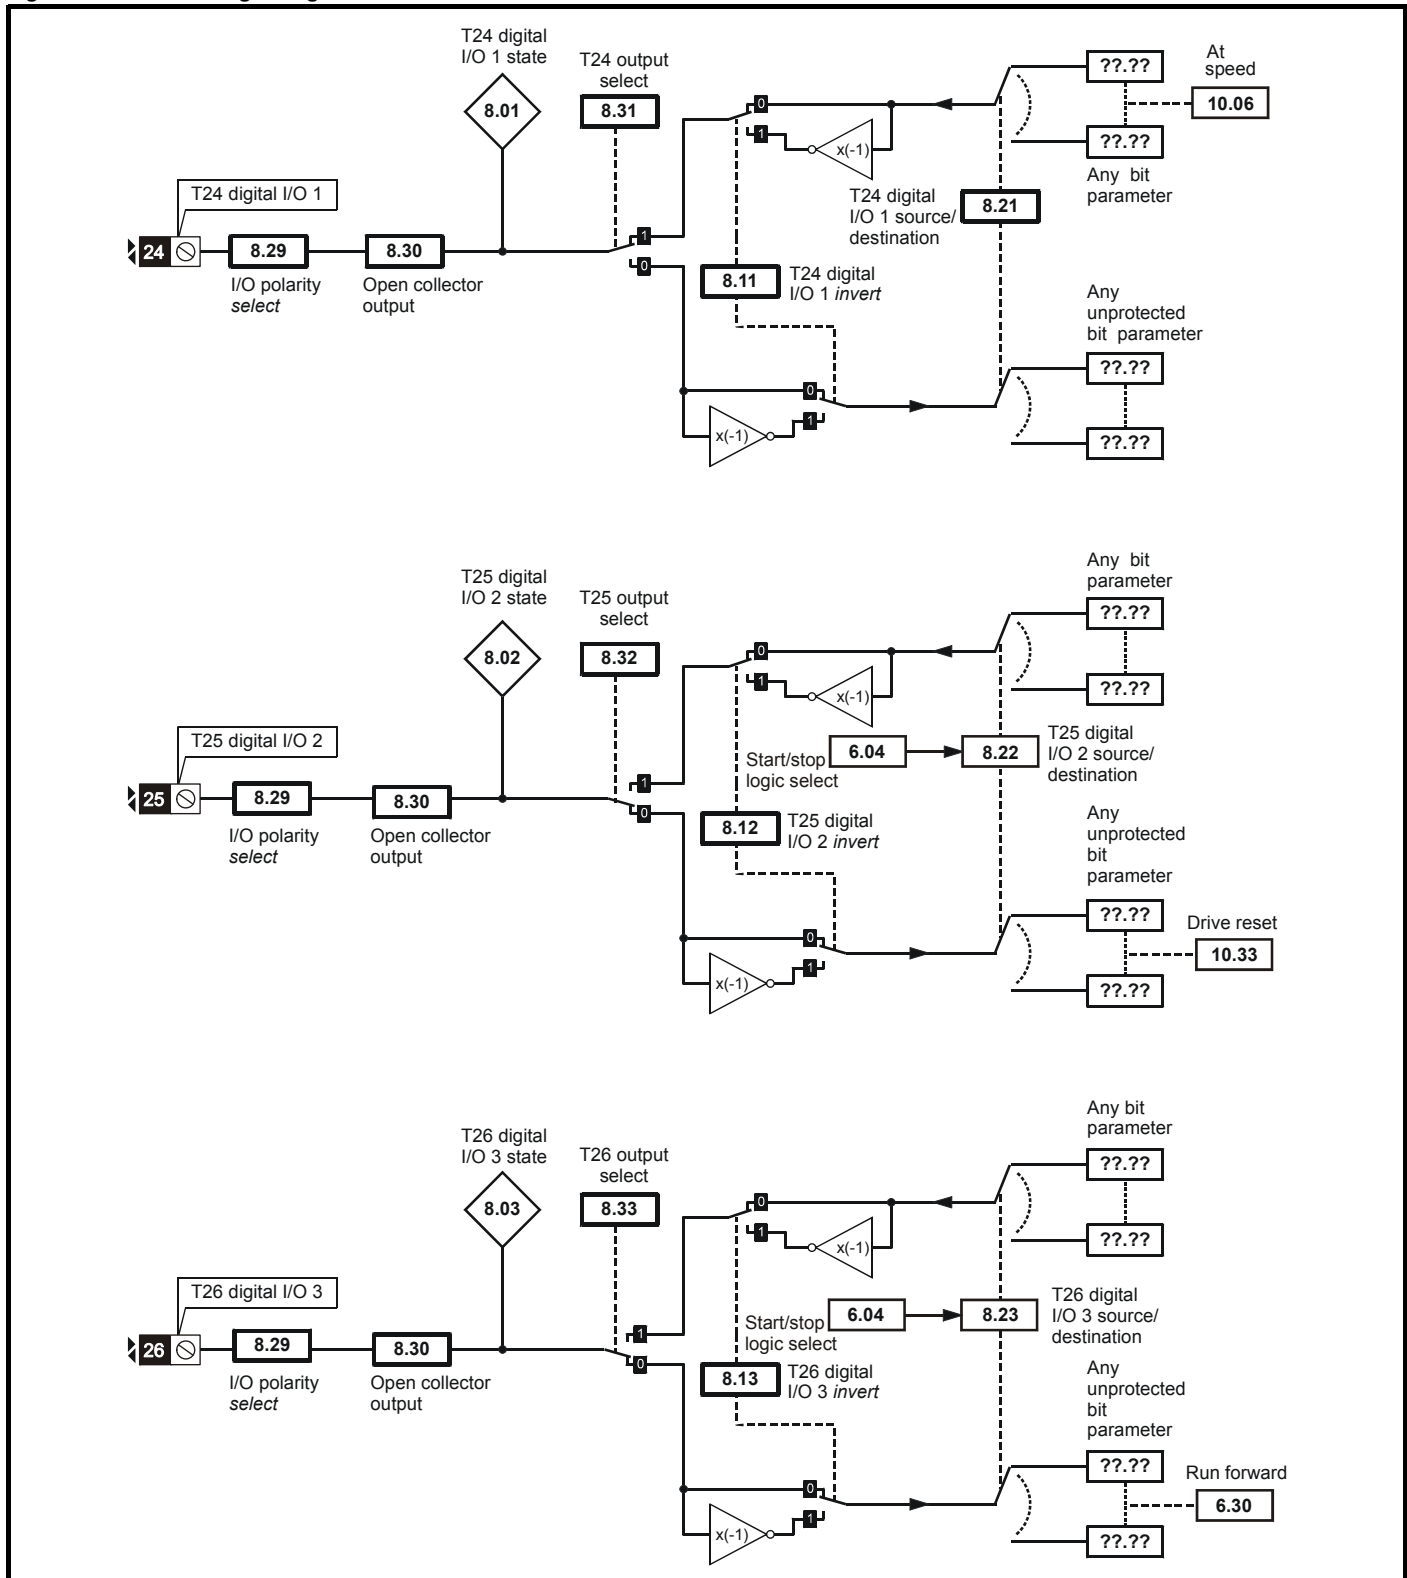 T24 digital
I/O 1 state
8.01
T24 output
select
8.31
0
1
x(-1)
??.??
??.??
At
speed
10.06
Any bit
parameter
T24 digital I/O 1
24
8.29
I/O polarity
select
8.30
Open collector
output
1
0
T24 digital
I/O 1 source/
destination
8.21
8.11
T24 digital
I/O 1 invert
Any
unprotected
bit parameter
??.??
??.??
0
1
x(-1)
T25 digital
I/O 2 state
8.02
T25 output
select
8.32
0
1
x(-1)
Any bit
parameter
??.??
??.??
T25 digital I/O 2
25
8.29
I/O polarity
select
8.30
Open collector
output
1
0
Start/stop
logic select
6.04
8.22
T25 digital
I/O 2 source/
destination
8.12
T25 digital
I/O 2 invert
Any
unprotected
bit
parameter
??.??
??.??
Drive reset
10.33
0
1
x(-1)
T26 digital
I/O 3 state
8.03
T26 output
select
8.33
0
1
x(-1)
Any bit
parameter
??.??
??.??
T26 digital I/O 3
26
8.29
I/O polarity
select
8.30
Open collector
output
1
0
Start/stop
logic select
6.04
8.23
T26 digital
I/O 3 source/
destination
8.13
T26 digital
I/O 3 invert
Any
unprotected
bit
parameter
??.??
??.??
Run forward
6.30
0
1
x(-1)